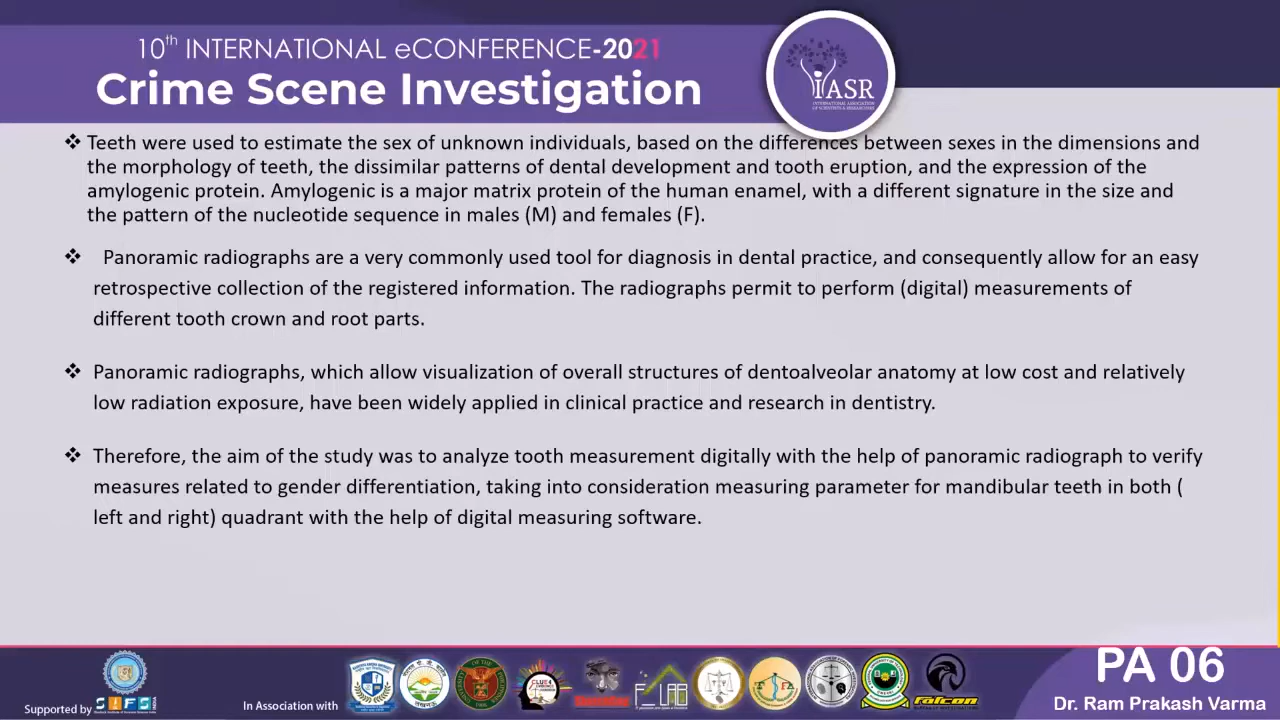 10th INTERNATIONAL eCONFERENCE-2021
Crime Scene Investigation
iASR
INTERNATIONAL ASSOCIATION
OF SCIENTISTS & RESEARCHERS
❖ Teeth were used to estimate the sex of unknown individuals, based on the differences between sexes in the dimensions and
the morphology of teeth, the dissimilar patterns of dental development and tooth eruption, and the expression of the
amylogenic protein. Amylogenic is a major matrix protein of the human enamel, with a different signature in the size and
the pattern of the nucleotide sequence in males (M) and females (F).
❖ Panoramic radiographs are a very commonly used tool for diagnosis in dental practice, and consequently allow for an easy
retrospective collection of the registered information. The radiographs permit to perform (digital) measurements of
different tooth crown and root parts.
❖ Panoramic radiographs, which allow visualization of overall structures of dentoalveolar anatomy at low cost and relatively
low radiation exposure, have been widely applied in clinical practice and research in dentistry.
❖ Therefore, the aim of the study was to analyze tooth measurement digitally with the help of panoramic radiograph to verify
measures related to gender differentiation, taking into consideration measuring parameter for mandibular teeth in both (
left and right) quadrant with the help of digital measuring software.
Supported by SIFS
In Association with
CLUE4
F LAB
falcon
PA 06
Dr. Ram Prakash Varma